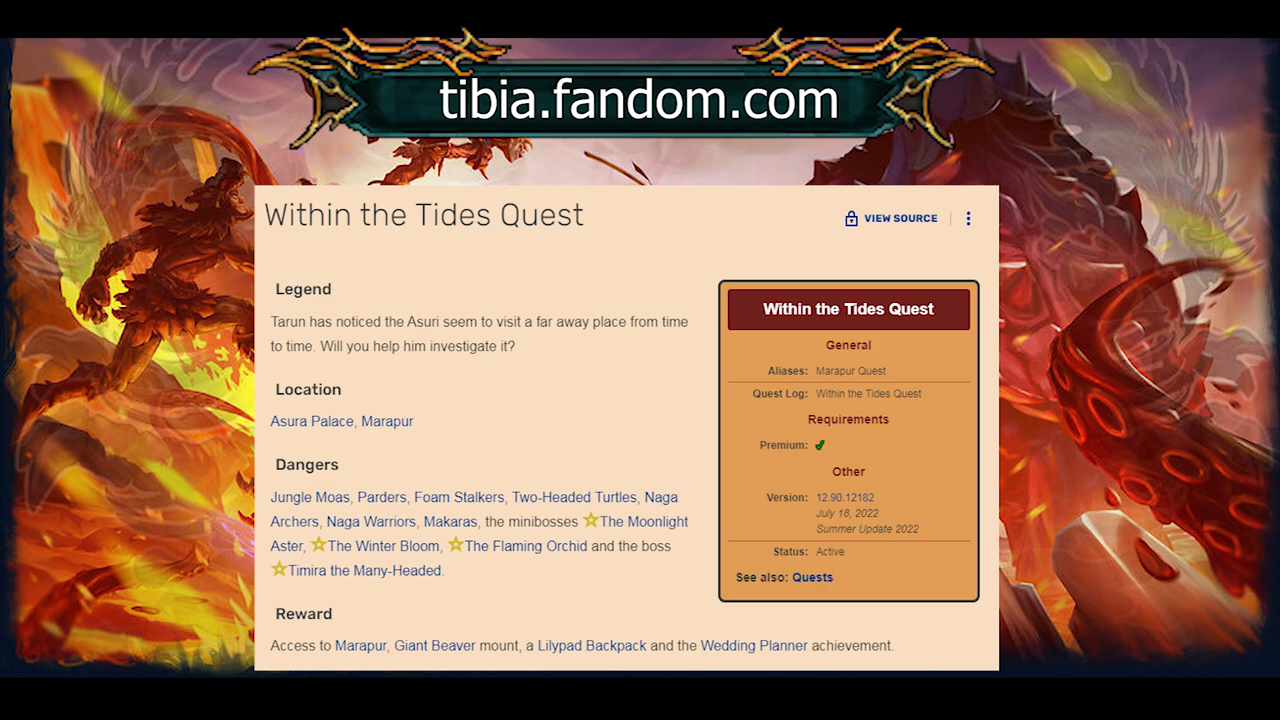 tibia.fandom.com
Within the Tides Quest
VIEW SOURCE
Legend
Tarun has noticed the Asuri seem to visit a far away place from time
to time. Will you help him investigate it?
Location
Asura Palace, Marapur
Dangers
Jungle Moas, Parders, Foam Stalkers, Two-Headed Turtles, Naga
Archers, Naga Warriors, Makaras, the minibosses The Moonlight
Aster, The Winter Bloom, The Flaming Orchid and the boss
Timira the Many-Headed.
Within the Tides Quest
General
Aliases: Marapur Quest
Quest Log: Within the Tides Quest
Requirements
Premium: ✔
Other
Version: 12.90.12182
July 18, 2022
Summer Update 2022
Status: Active
See also: Quests
Reward
Access to Marapur, Giant Beaver mount, a Lilypad Backpack and the Wedding Planner achievement.